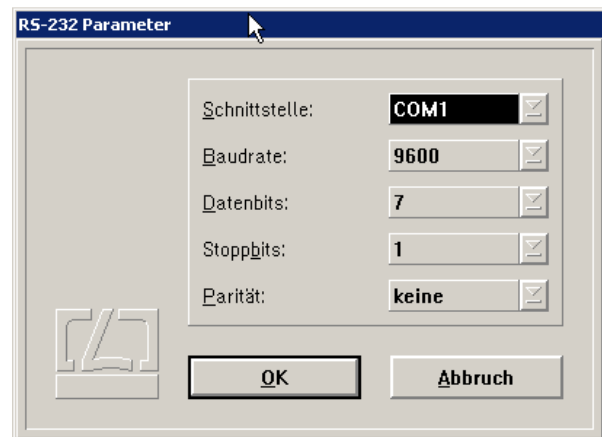 RS-232 Parameter
Schnittstelle: COM1
Baudrate: 9600
Datenbits: 7
Stoppbits: 1
Parität: keine
OK Abbruch